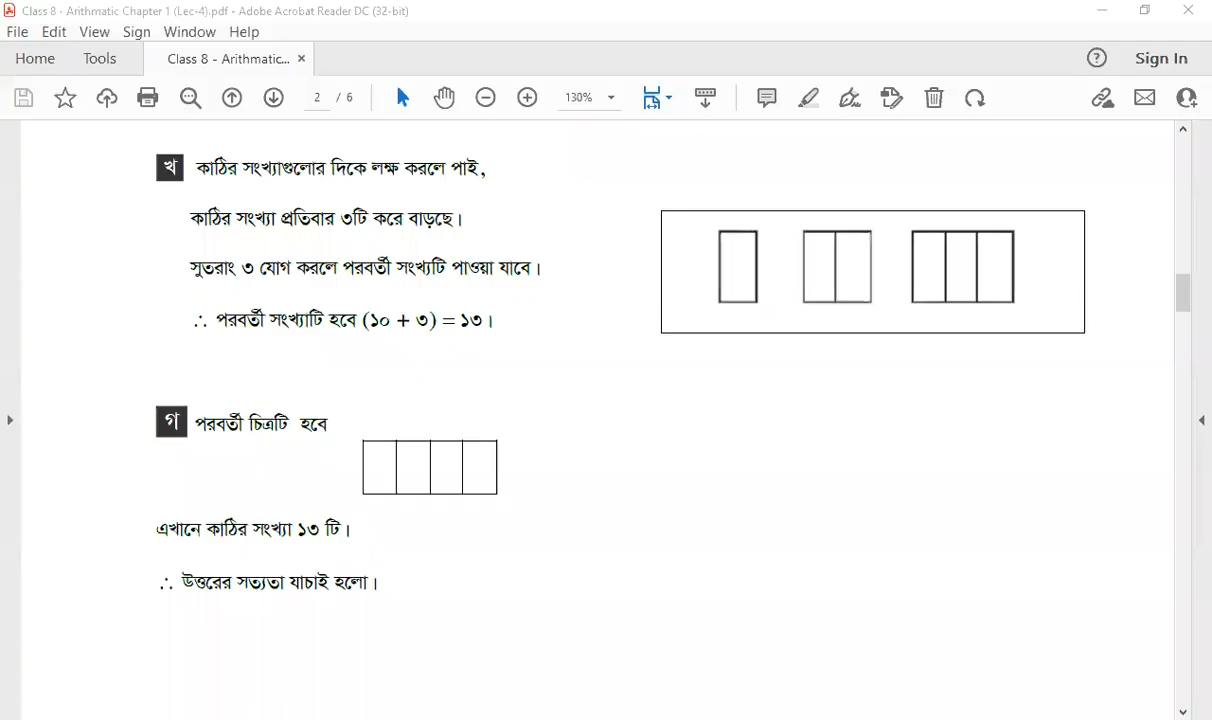 Class 8 - Arithmatic Chapter 1 (Lec-4).pdf - Adobe Acrobat Reader DC (32-bit)
File Edit View Sign Window Help
Home Tools Class 8 - Arithmatic... × Sign In
2 / 6 130%
খ কাঠির সংখ্যাগুলোর দিকে লক্ষ করলে পাই,
কাঠির সংখ্যা প্রতিবার ৩টি করে বাড়ছে।
সুতরাং ৩ যোগ করলে পরবর্তী সংখ্যটি পাওয়া যাবে।
∴ পরবর্তী সংখ্যাটি হবে (১০ + ৩) = ১৩।
গ পরবর্তী চিত্রটি হবে
এখানে কাঠির সংখ্যা ১৩ টি।
∴ উত্তরের সত্যতা যাচাই হলো।